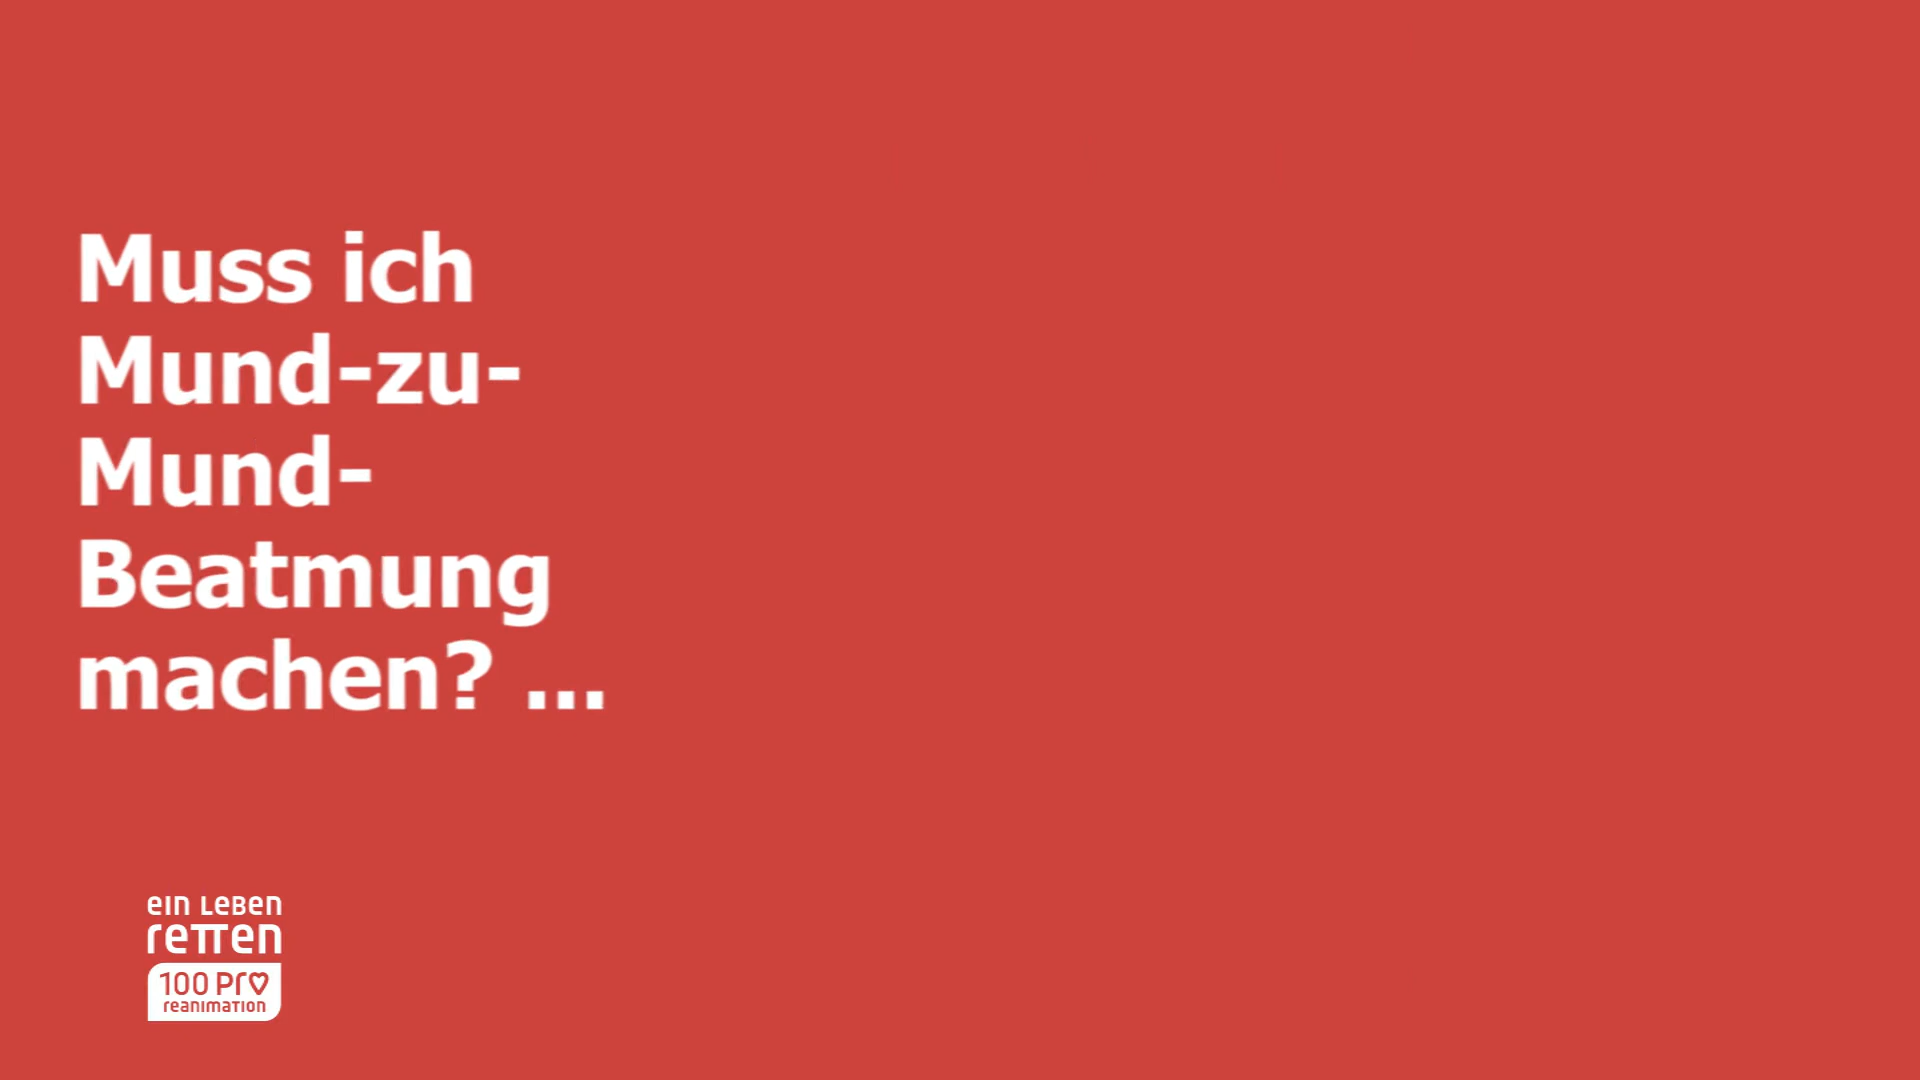 Muss ich
Mund-zu-
Mund-
Beatmung
machen? ...
ein Leben
retten
100 Pro
reanimation